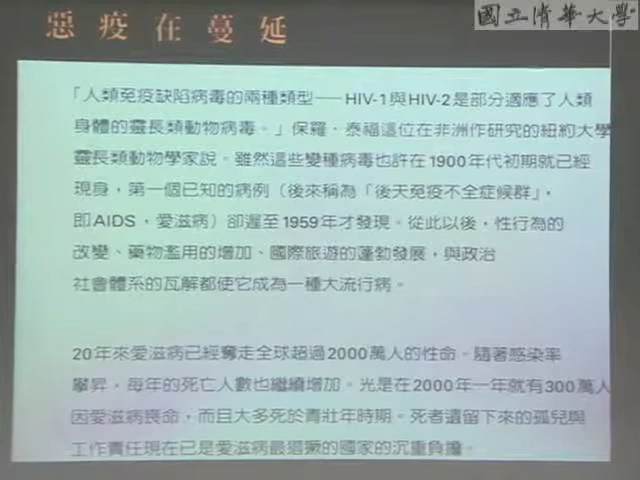 國立清華大學
惡疫在蔓延
「人類免疫缺陷病毒的兩種類型——HIV-1與HIV-2是部分適應了人類
身體的靈長類動物病毒。」保羅．泰福這位在非洲作研究的紐約大學
靈長類動物學家說。雖然這些變種病毒也許在1900年代初期就已經
現身，第一個已知的病例（後來稱為「後天免疫不全症候群」，
即AIDS，愛滋病）卻遲至1959年才發現。從此以後，性行為的
改變、藥物濫用的增加、國際旅遊的蓬勃發展，與政治
社會體系的瓦解都使它成為一種大流行病。
20年來愛滋病已經奪走全球超過2000萬人的性命。隨著感染率
攀昇，每年的死亡人數也繼續增加。光是在2000年一年就有300萬人
因愛滋病喪命，而且大多死於青壯年時期。死者遺留下來的孤兒與
工作責任現在已是愛滋病最猖獗的國家的沉重負擔。